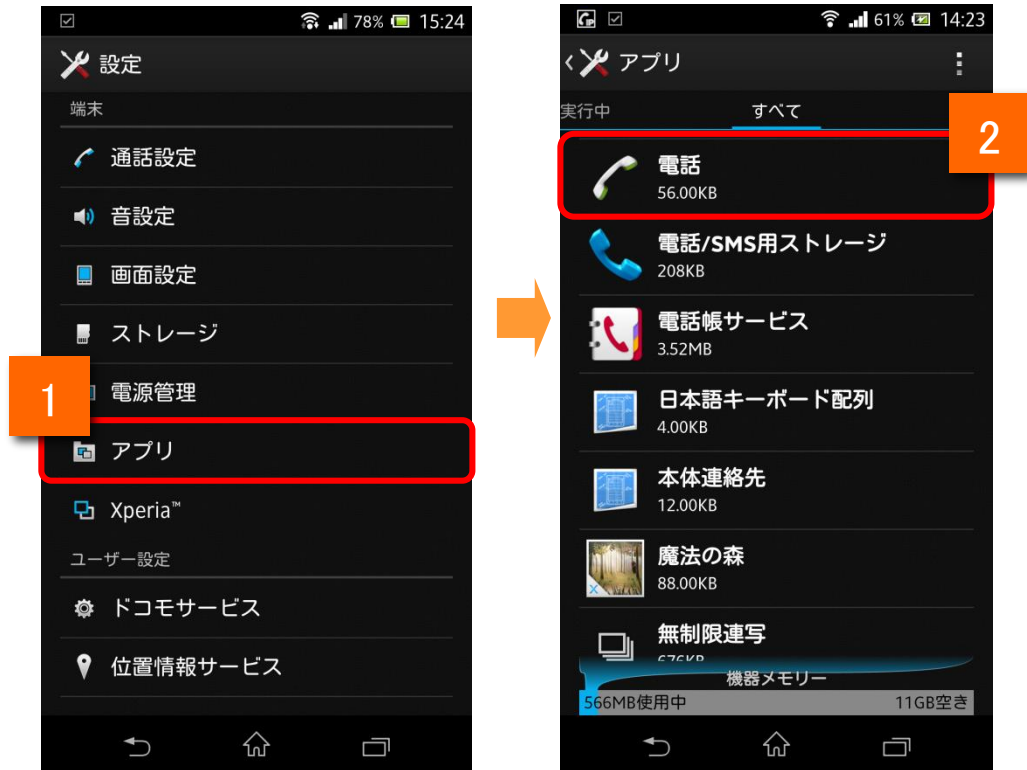 78% 15:24
設定
端末
通話設定
音設定
画面設定
ストレージ
1
電源管理
アプリ
Xperia™
ユーザー設定
ドコモサービス
位置情報サービス
61% 14:23
アプリ
実行中 すべて
2
電話
56.00KB
電話/SMS用ストレージ
208KB
電話帳サービス
3.52MB
日本語キーボード配列
4.00KB
本体連絡先
12.00KB
魔法の森
88.00KB
無制限連写
676KB
機器メモリー
566MB使用中 11GB空き